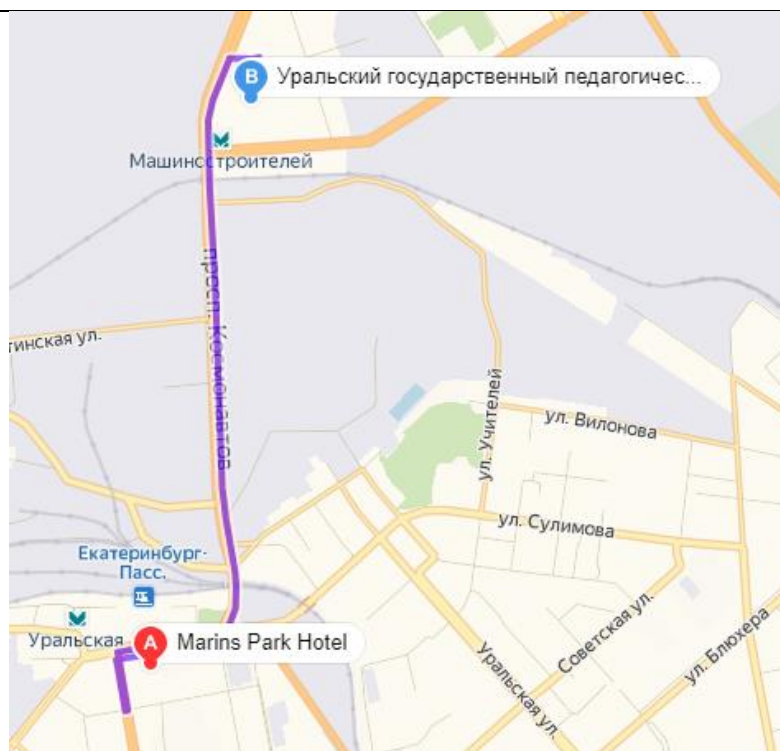 B
Уральский государственный педагогичес...
Машиностроителей
просп. Космонавтов
тинская ул.
ул. Учителей
ул. Вилонова
ул. Сулимова
Екатеринбург-
Пасс.
Уральская
A
Marins Park Hotel
Уральская ул.
Советская ул.
ул. Блюхера